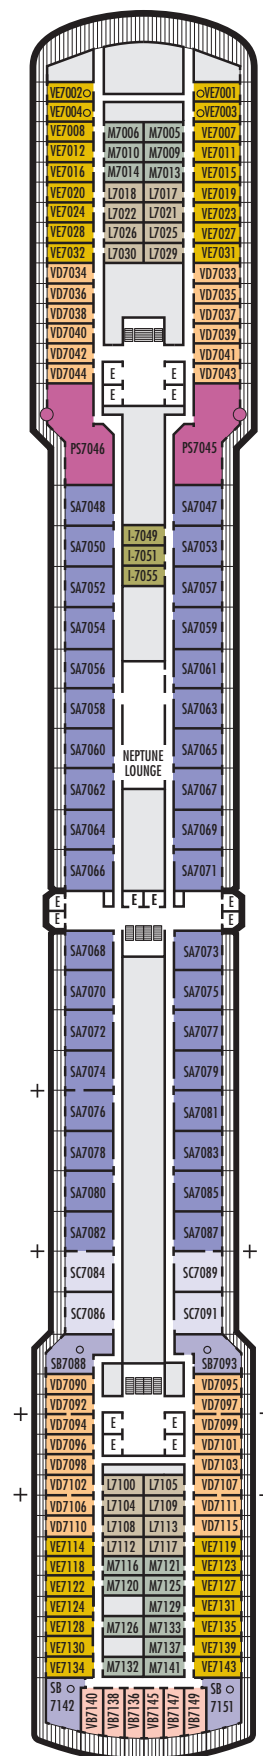 VE7002 VE7001
VE7004 VE7003
VE7008 M7006 M7005 VE7007
VE7012 M7010 M7009 VE7011
VE7016 M7014 M7013 VE7015
VE7020 L7018 L7017 VE7019
VE7024 L7022 L7021 VE7023
VE7028 L7026 L7025 VE7027
VE7032 L7030 L7029 VE7031
VD7034 VD7033
VD7036 VD7035
VD7038 VD7037
VD7040 VD7039
VD7042 VD7041
VD7044 E E VD7043
E E
PS7046 PS7045
SA7048 SA7047
I-7049
SA7050 I-7051 SA7053
I-7055
SA7052 SA7057
SA7054 SA7059
SA7056 SA7061
SA7058 SA7063
SA7060 NEPTUNE SA7065
LOUNGE
SA7062 SA7067
SA7064 SA7069
SA7066 SA7071
E E E E
E E
SA7068 SA7073
SA7070 SA7075
SA7072 SA7077
SA7074 SA7079
SA7076 SA7081
SA7078 SA7083
SA7080 SA7085
SA7082 SA7087
SC7084 SC7089
SC7086 SC7091
SB7088 SB7093
VD7090 VD7095
VD7092 VD7097
VD7094 E E VD7099
VD7096 E E VD7101
VD7098 VD7103
VD7102 L7100 L7105 VD7107
VD7106 L7104 L7109 VD7111
VD7110 L7108 L7113 VD7115
VE7114 L7112 L7117 VE7119
VE7118 M7116 M7121 VE7123
VE7122 M7120 M7125 VE7127
VE7124 M7129 VE7131
VE7128 M7126 M7133 VE7135
VE7130 M7137 VE7139
VE7134 M7132 M7141 VE7143
SB
7142
VB7140
VB7138
VB7136
VB7145
VB7147
VB7149
SB
7151